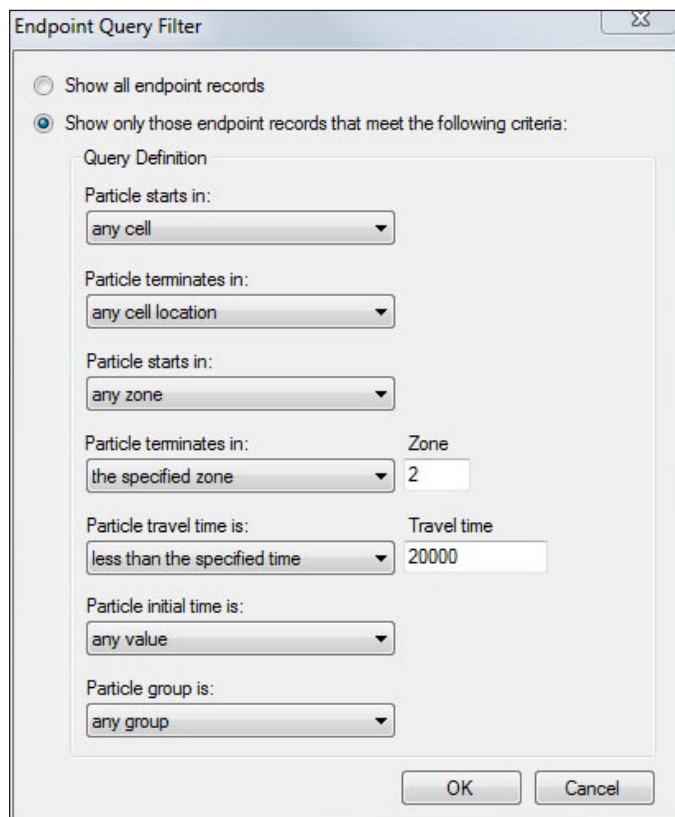 Endpoint Query Filter
Show all endpoint records
Show only those endpoint records that meet the following criteria:
Query Definition
Particle starts in:
any cell
Particle terminates in:
any cell location
Particle starts in:
any zone
Particle terminates in: Zone
the specified zone 2
Particle travel time is: Travel time
less than the specified time 20000
Particle initial time is:
any value
Particle group is:
any group
OK Cancel